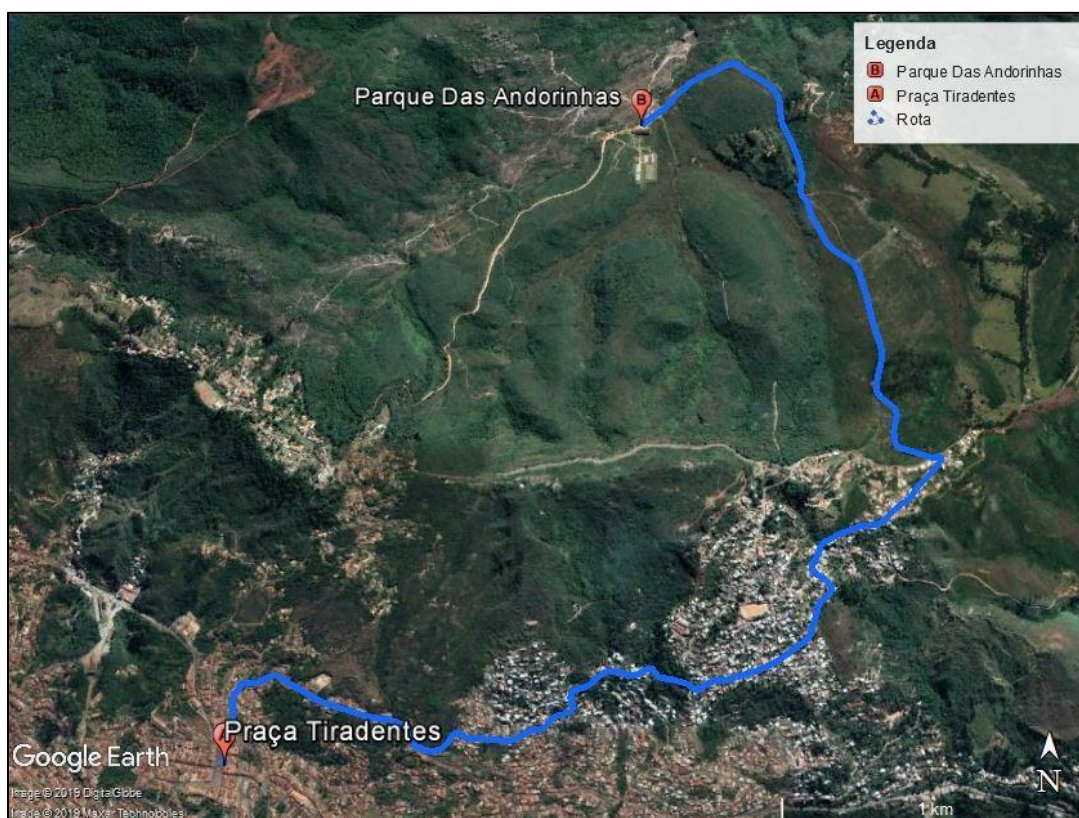 Legenda
B Parque Das Andorinhas
A Praça Tiradentes
Rota
Parque Das Andorinhas
B
Praça Tiradentes
Google Earth
N
Image © 2019 DigitalGlobe
Image © 2019 Maxar Technologies
1 km